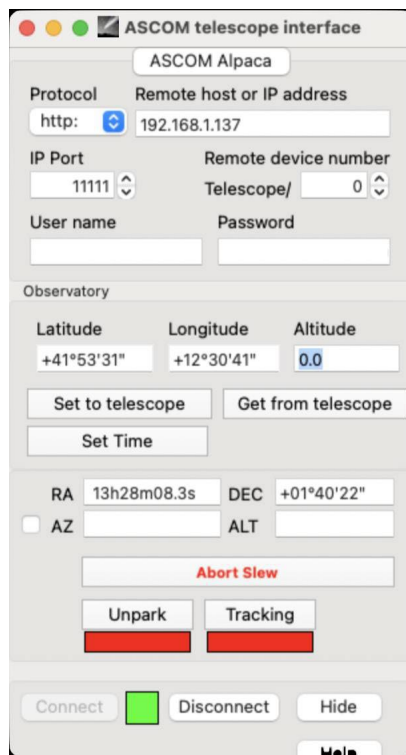 ASCOM telescope interface
ASCOM Alpaca
Protocol Remote host or IP address
http: 192.168.1.137
IP Port Remote device number
11111 Telescope/ 0
User name Password
Observatory
Latitude Longitude Altitude
+41°53'31" +12°30'41" 0.0
Set to telescope Get from telescope
Set Time
RA 13h28m08.3s DEC +01°40'22"
AZ ALT
Abort Slew
Unpark Tracking
Connect Disconnect Hide
Help